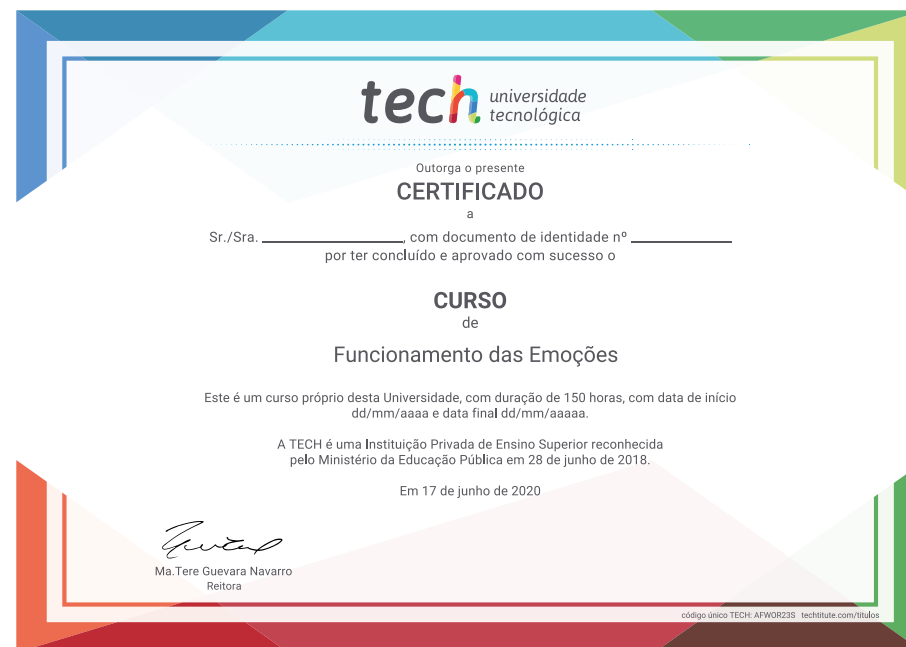 tech universidade
tecnológica
Outorga o presente
CERTIFICADO
a
Sr./Sra. ________________, com documento de identidade nº ____________
por ter concluído e aprovado com sucesso o
CURSO
de
Funcionamento das Emoções
Este é um curso próprio desta Universidade, com duração de 150 horas, com data de início
dd/mm/aaaa e data final dd/mm/aaaaa.
A TECH é uma Instituição Privada de Ensino Superior reconhecida
pelo Ministério da Educação Pública em 28 de junho de 2018.
Em 17 de junho de 2020
Ma.Tere Guevara Navarro
Reitora
código único TECH: AFWOR23S techtitute.com/títulos